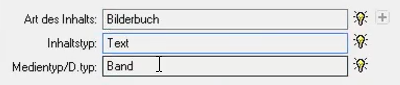 Art des Inhalts: Bilderbuch
Inhaltstyp: Text
Medientyp/D.typ: Band